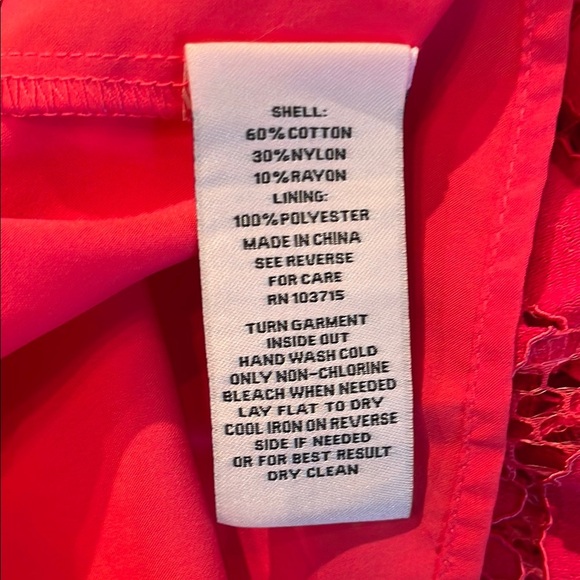 SHELL:
60%COTTON
30%NYLON
10%RAYON
LINING:
100%POLYESTER
MADE IN CHINA
SEE REVERSE
FOR CARE
RN 103715
TURN GARMENT
INSIDE OUT
HAND WASH COLD
ONLY NON-CHLORINE
BLEACH WHEN NEEDED
LAY FLAT TO DRY
COOL IRON ON REVERSE
SIDE IF NEEDED
OR FOR BEST RESULT
DRY CLEAN